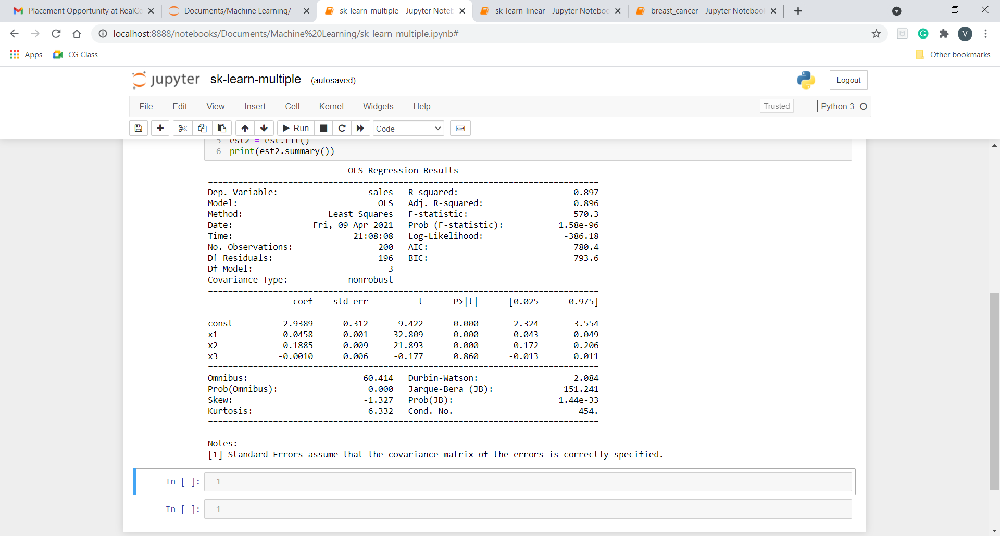 Placement Opportunity at RealCo
Documents/Machine Learning/
sk-learn-multiple - Jupyter Noteb
sk-learn-linear - Jupyter Noteboo
breast_cancer - Jupyter Notebool
localhost:8888/notebooks/Documents/Machine%20Learning/sk-learn-multiple.ipynb#
V
Apps
CG Class
Other bookmarks
jupyter sk-learn-multiple (autosaved)
Logout
File Edit View Insert Cell Kernel Widgets Help
Trusted
Python 3
Run
Code
5 est2 = est.fit()
6 print(est2.summary())
OLS Regression Results
==============================================================================
Dep. Variable: sales R-squared: 0.897
Model: OLS Adj. R-squared: 0.896
Method: Least Squares F-statistic: 570.3
Date: Fri, 09 Apr 2021 Prob (F-statistic): 1.58e-96
Time: 21:08:08 Log-Likelihood: -386.18
No. Observations: 200 AIC: 780.4
Df Residuals: 196 BIC: 793.6
Df Model: 3
Covariance Type: nonrobust
==============================================================================
coef std err t P>|t| [0.025 0.975]
------------------------------------------------------------------------------
const 2.9389 0.312 9.422 0.000 2.324 3.554
x1 0.0458 0.001 32.809 0.000 0.043 0.049
x2 0.1885 0.009 21.893 0.000 0.172 0.206
x3 -0.0010 0.006 -0.177 0.860 -0.013 0.011
==============================================================================
Omnibus: 60.414 Durbin-Watson: 2.084
Prob(Omnibus): 0.000 Jarque-Bera (JB): 151.241
Skew: -1.327 Prob(JB): 1.44e-33
Kurtosis: 6.332 Cond. No. 454.
==============================================================================
Notes:
[1] Standard Errors assume that the covariance matrix of the errors is correctly specified.
In [ ]: 1
In [ ]: 1